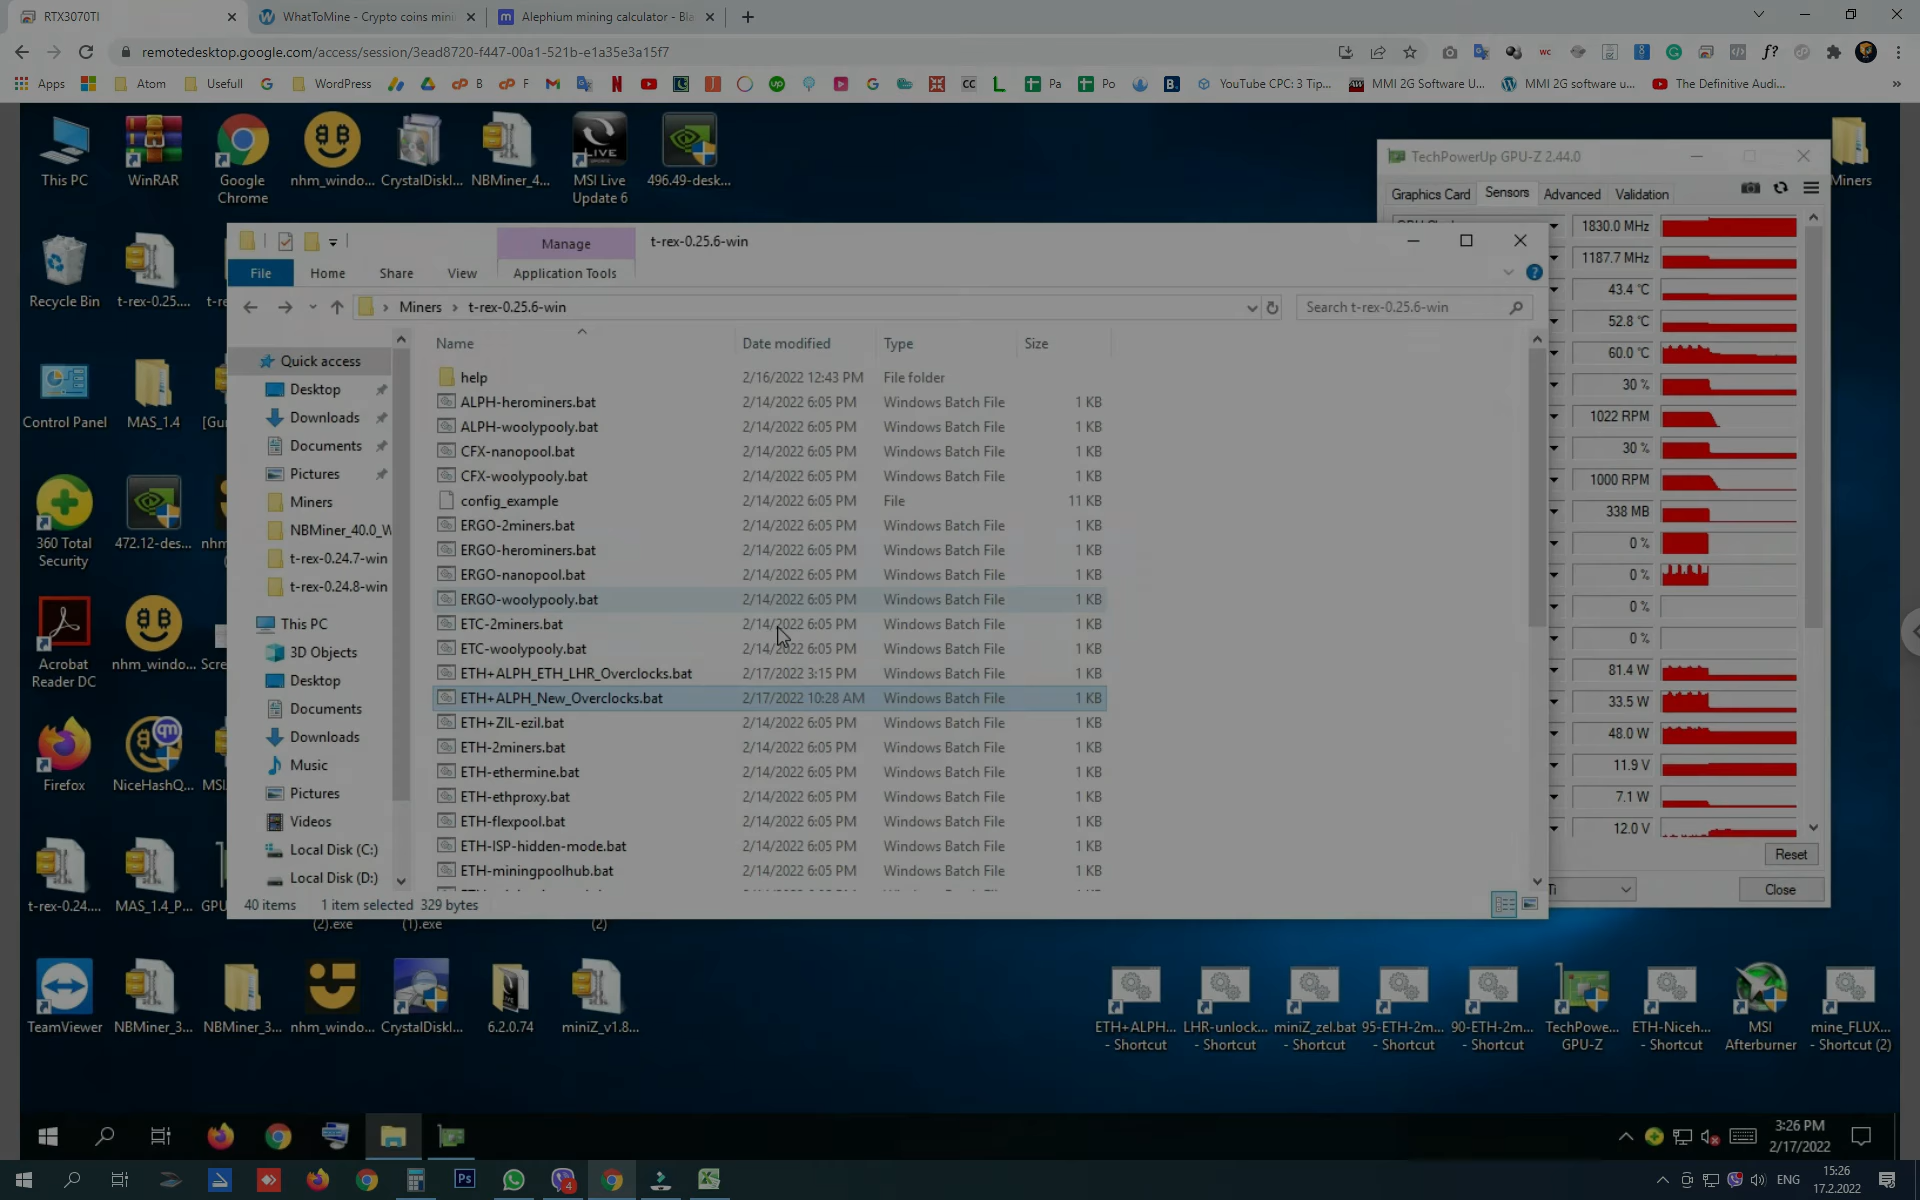 RTX3070TI
WhatToMine - Crypto coins mini
Alephium mining calculator - Bla
remotedesktop.google.com/access/session/3ead8720-f447-00a1-521b-e1a35e3a15f7
Apps
Atom
Usefull
WordPress
B
F
Pa
Po
YouTube CPC: 3 Tip...
MMI 2G Software U...
MMI 2G software u...
The Definitive Audi...
This PC
WinRAR
Google Chrome
nhm_windo...
CrystalDiskI...
NBMiner_4...
MSI Live Update 6
496.49-desk...
Miners
TechPowerUp GPU-Z 2.44.0
Graphics Card
Sensors
Advanced
Validation
1830.0 MHz
1187.7 MHz
43.4 °C
52.8 °C
60.0 °C
30 %
1022 RPM
30 %
1000 RPM
338 MB
0 %
0 %
0 %
0 %
81.4 W
33.5 W
48.0 W
11.9 V
7.1 W
12.0 V
Reset
Ti
Close
Manage
t-rex-0.25.6-win
File
Home
Share
View
Application Tools
Miners
t-rex-0.25.6-win
Search t-rex-0.25.6-win
Name
Date modified
Type
Size
help 2/16/2022 12:43 PM File folder
ALPH-herominers.bat 2/14/2022 6:05 PM Windows Batch File 1 KB
ALPH-woolypooly.bat 2/14/2022 6:05 PM Windows Batch File 1 KB
CFX-nanopool.bat 2/14/2022 6:05 PM Windows Batch File 1 KB
CFX-woolypooly.bat 2/14/2022 6:05 PM Windows Batch File 1 KB
config_example 2/14/2022 6:05 PM File 11 KB
ERGO-2miners.bat 2/14/2022 6:05 PM Windows Batch File 1 KB
ERGO-herominers.bat 2/14/2022 6:05 PM Windows Batch File 1 KB
ERGO-nanopool.bat 2/14/2022 6:05 PM Windows Batch File 1 KB
ERGO-woolypooly.bat 2/14/2022 6:05 PM Windows Batch File 1 KB
ETC-2miners.bat 2/14/2022 6:05 PM Windows Batch File 1 KB
ETC-woolypooly.bat 2/14/2022 6:05 PM Windows Batch File 1 KB
ETH+ALPH_ETH_LHR_Overclocks.bat 2/17/2022 3:15 PM Windows Batch File 1 KB
ETH+ALPH_New_Overclocks.bat 2/17/2022 10:28 AM Windows Batch File 1 KB
ETH+ZIL-ezil.bat 2/14/2022 6:05 PM Windows Batch File 1 KB
ETH-2miners.bat 2/14/2022 6:05 PM Windows Batch File 1 KB
ETH-ethermine.bat 2/14/2022 6:05 PM Windows Batch File 1 KB
ETH-ethproxy.bat 2/14/2022 6:05 PM Windows Batch File 1 KB
ETH-flexpool.bat 2/14/2022 6:05 PM Windows Batch File 1 KB
ETH-ISP-hidden-mode.bat 2/14/2022 6:05 PM Windows Batch File 1 KB
ETH-miningpoolhub.bat 2/14/2022 6:05 PM Windows Batch File 1 KB
Quick access
Desktop
Downloads
Documents
Pictures
Miners
NBMiner_40.0_W
t-rex-0.24.7-win
t-rex-0.24.8-win
This PC
3D Objects
Desktop
Documents
Downloads
Music
Pictures
Videos
Local Disk (C:)
Local Disk (D:)
40 items
1 item selected 329 bytes
Recycle Bin
t-rex-0.25....
t-re
Control Panel
MAS_1.4
[Gu
360 Total Security
472.12-des...
nhm
Acrobat Reader DC
nhm_windo...
Scre
Firefox
NiceHashQ...
MSI
t-rex-0.24....
MAS_1.4_P...
GPU
(2).exe
(1).exe
(2)
TeamViewer
NBMiner_3...
NBMiner_3...
nhm_windo...
CrystalDiskI...
6.2.0.74
miniZ_v1.8...
ETH+ALPH... - Shortcut
LHR-unlock... - Shortcut
miniZ_zel.bat - Shortcut
95-ETH-2m... - Shortcut
90-ETH-2m... - Shortcut
TechPowe... GPU-Z
ETH-Niceh... - Shortcut
MSI Afterburner
mine_FLUX... - Shortcut (2)
3:26 PM
2/17/2022
ENG
15:26
17.2.2022